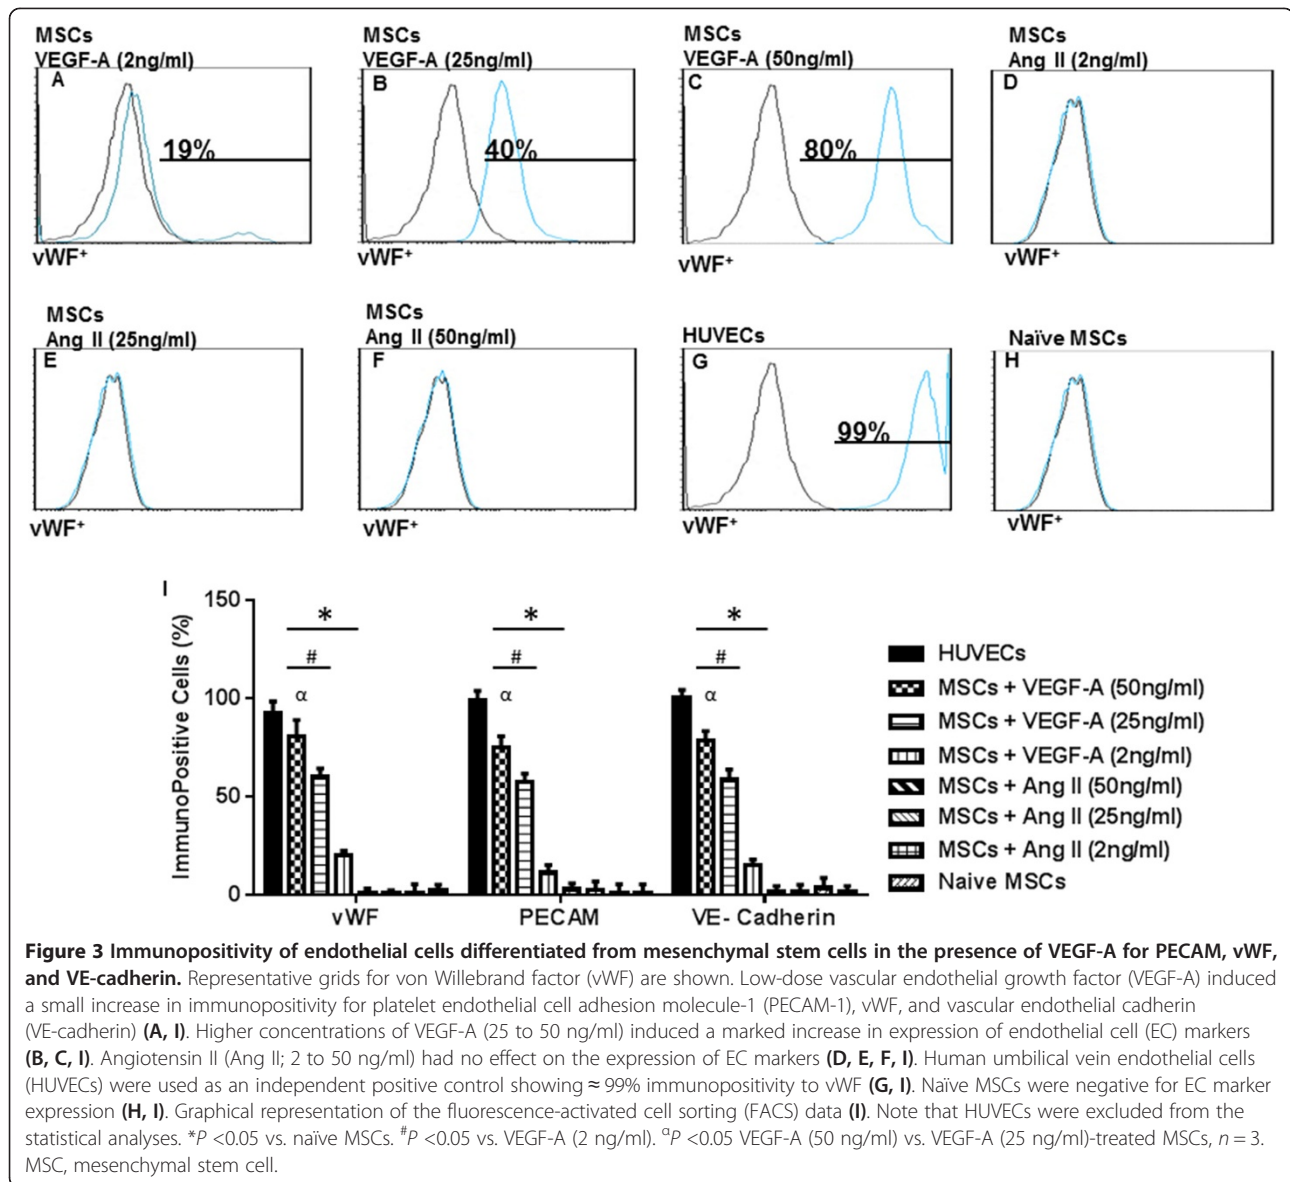 MSCs
VEGF-A (2ng/ml)
A
19%
vWF+
MSCs
VEGF-A (25ng/ml)
B
40%
vWF+
MSCs
VEGF-A (50ng/ml)
C
80%
vWF+
MSCs
Ang II (2ng/ml)
D
vWF+
MSCs
Ang II (25ng/ml)
E
vWF+
MSCs
Ang II (50ng/ml)
F
vWF+
HUVECs
G
99%
vWF+
Naïve MSCs
H
vWF+
I
ImmunoPositive Cells (%)
150
100
50
0
* * *
# # #
α α α
vWF PECAM VE- Cadherin
HUVECs
MSCs + VEGF-A (50ng/ml)
MSCs + VEGF-A (25ng/ml)
MSCs + VEGF-A (2ng/ml)
MSCs + Ang II (50ng/ml)
MSCs + Ang II (25ng/ml)
MSCs + Ang II (2ng/ml)
Naive MSCs
Figure 3 Immunopositivity of endothelial cells differentiated from mesenchymal stem cells in the presence of VEGF-A for PECAM, vWF,
and VE-cadherin. Representative grids for von Willebrand factor (vWF) are shown. Low-dose vascular endothelial growth factor (VEGF-A) induced
a small increase in immunopositivity for platelet endothelial cell adhesion molecule-1 (PECAM-1), vWF, and vascular endothelial cadherin
(VE-cadherin) (A, I). Higher concentrations of VEGF-A (25 to 50 ng/ml) induced a marked increase in expression of endothelial cell (EC) markers
(B, C, I). Angiotensin II (Ang II; 2 to 50 ng/ml) had no effect on the expression of EC markers (D, E, F, I). Human umbilical vein endothelial cells
(HUVECs) were used as an independent positive control showing ≈ 99% immunopositivity to vWF (G, I). Naïve MSCs were negative for EC marker
expression (H, I). Graphical representation of the fluorescence-activated cell sorting (FACS) data (I). Note that HUVECs were excluded from the
statistical analyses. *P <0.05 vs. naïve MSCs. #P <0.05 vs. VEGF-A (2 ng/ml). αP <0.05 VEGF-A (50 ng/ml) vs. VEGF-A (25 ng/ml)-treated MSCs, n = 3.
MSC, mesenchymal stem cell.